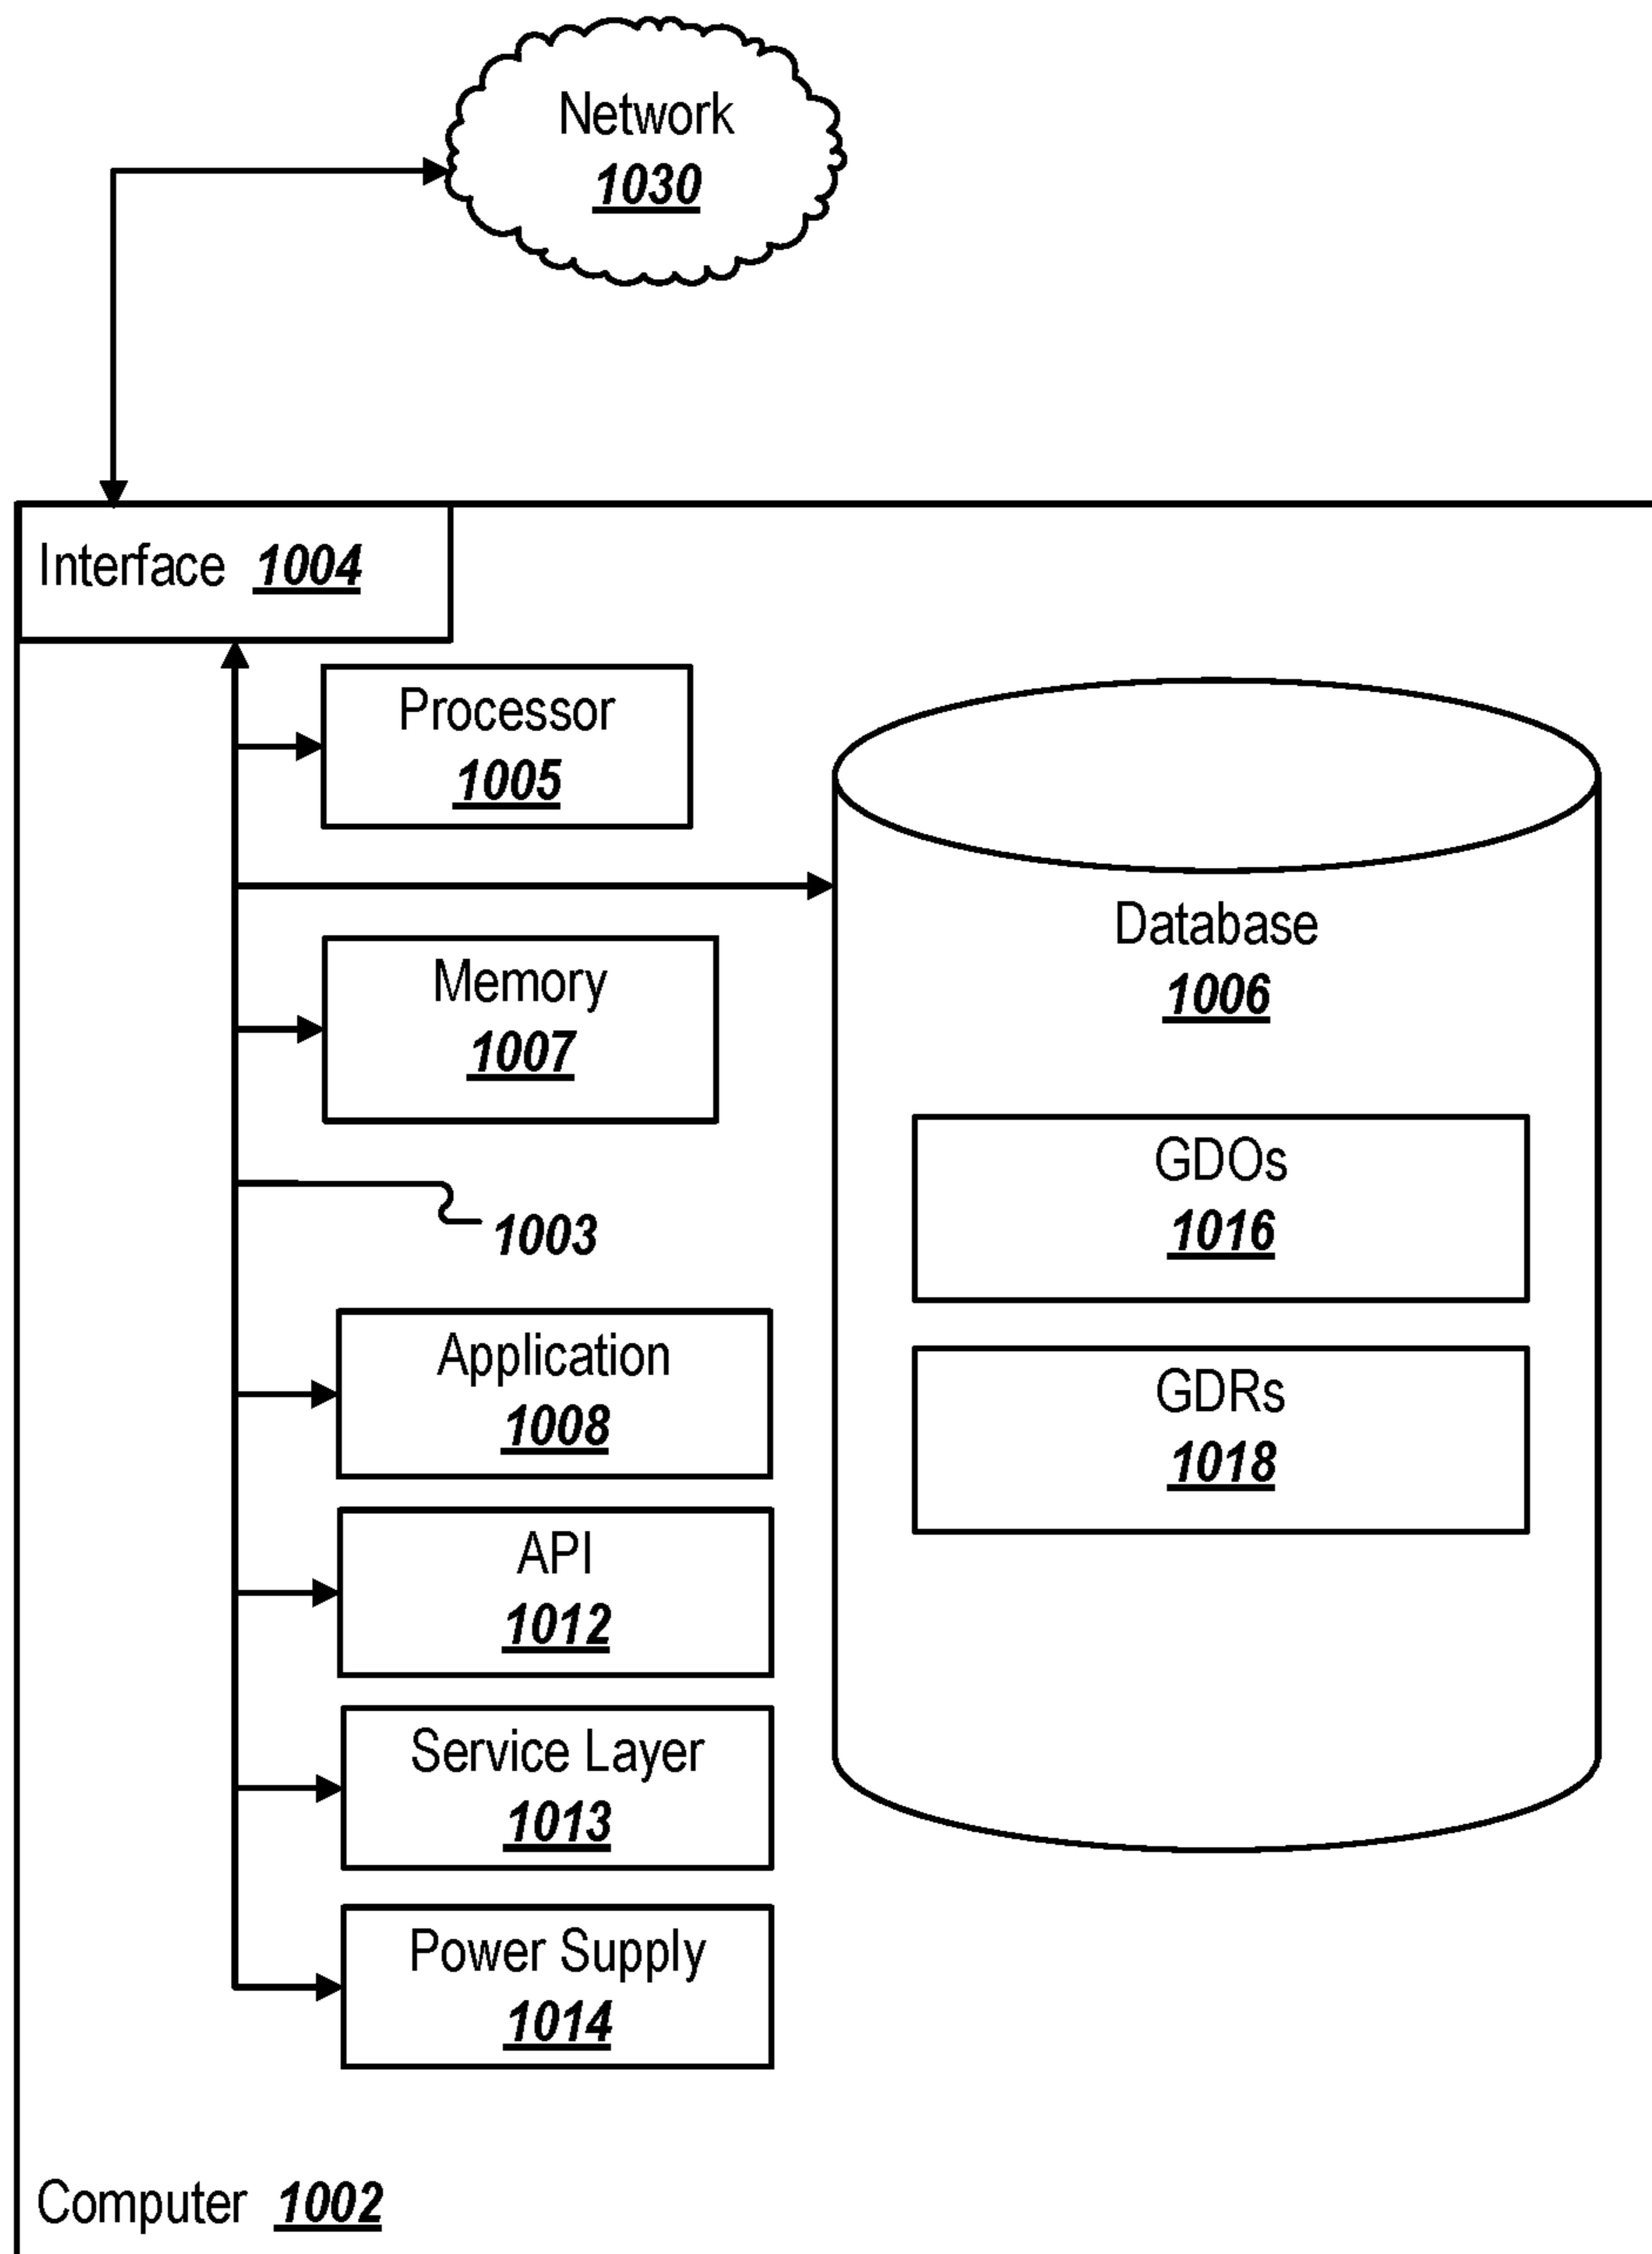 Network
1030
Interface 1004
Processor
1005
Database
1006
Memory
1007
GDOs
1016
1003
Application
1008
GDRs
1018
API
1012
Service Layer
1013
Power Supply
1014
Computer 1002